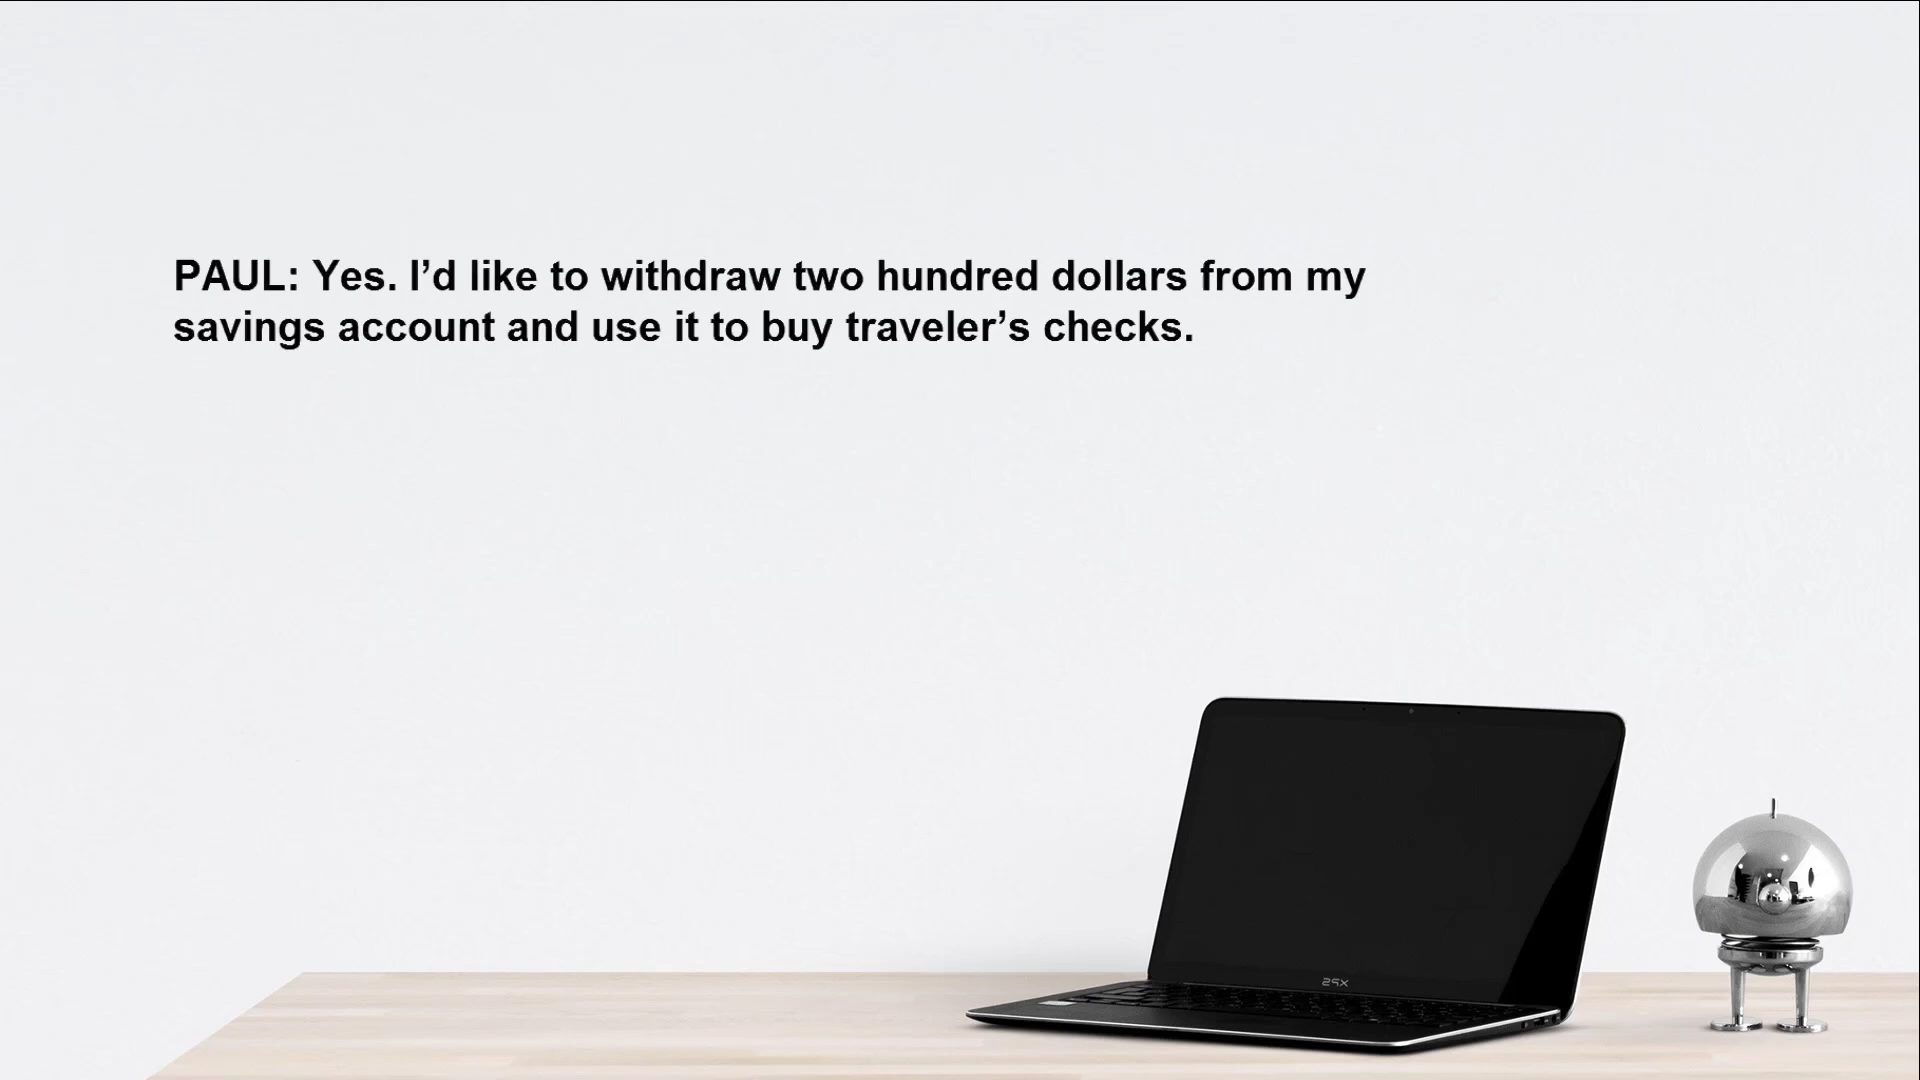 PAUL: Yes. I’d like to withdraw two hundred dollars from my
savings account and use it to buy traveler’s checks.
XPS